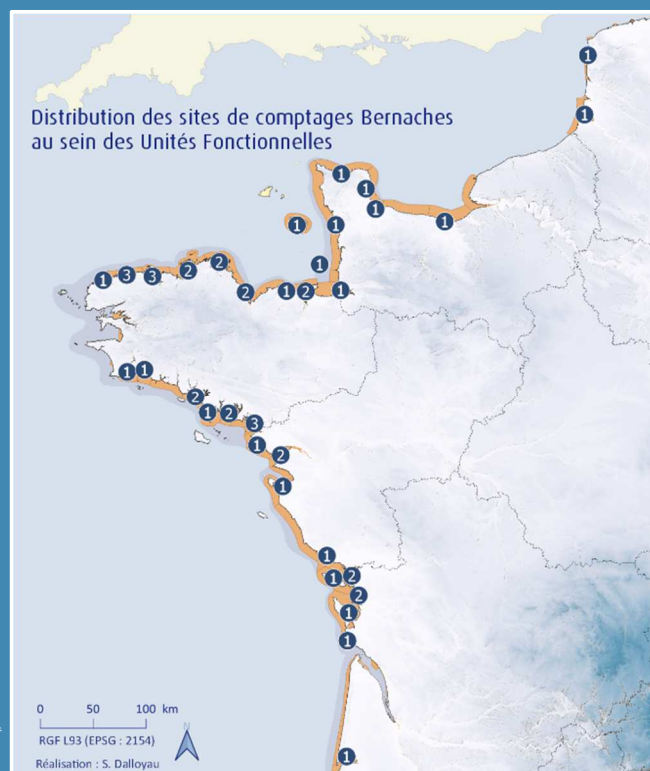 Distribution des sites de comptages Bernaches
au sein des Unités Fonctionnelles
1
1
1
1
1
1
1
1
1
1 3 3 2 2
2 1 2 1
1 1
2
1 2
3
1
2
1
1
1 2
2
1
1
1
0 50 100 km
RGF L93 (EPSG : 2154)
N
Réalisation : S. Dalloyau